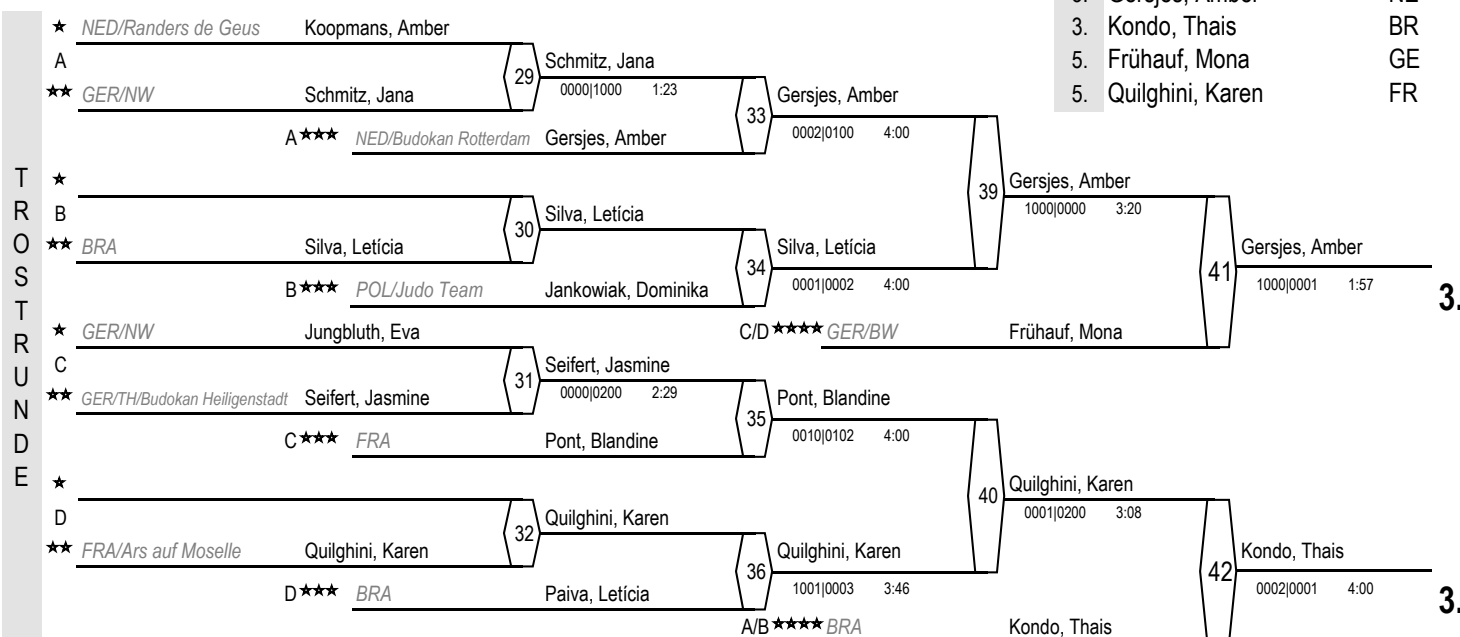 3. Kondo, Thais BR
5. Frühauf, Mona GE
5. Quilghini, Karen FR
TROSTRUNDE
★ NED/Randers de Geus Koopmans, Amber
A
★★ GER/NW Schmitz, Jana
29
Schmitz, Jana
0000|1000 1:23
A★★★ NED/Budokan Rotterdam Gersjes, Amber
33
Gersjes, Amber
0002|0100 4:00
★
B
★★ BRA Silva, Letícia
30
Silva, Letícia
B★★★ POL/Judo Team Jankowiak, Dominika
34
Silva, Letícia
0001|0002 4:00
39
Gersjes, Amber
1000|0000 3:20
C/D★★★★ GER/BW Frühauf, Mona
41
Gersjes, Amber
1000|0001 1:57
3.
★ GER/NW Jungbluth, Eva
C
★★ GER/TH/Budokan Heiligenstadt Seifert, Jasmine
31
Seifert, Jasmine
0000|0200 2:29
C★★★ FRA Pont, Blandine
35
Pont, Blandine
0010|0102 4:00
★
D
★★ FRA/Ars auf Moselle Quilghini, Karen
32
Quilghini, Karen
D★★★ BRA Paiva, Letícia
36
Quilghini, Karen
1001|0003 3:46
40
Quilghini, Karen
0001|0200 3:08
A/B★★★★ BRA Kondo, Thais
42
Kondo, Thais
0002|0001 4:00
3.